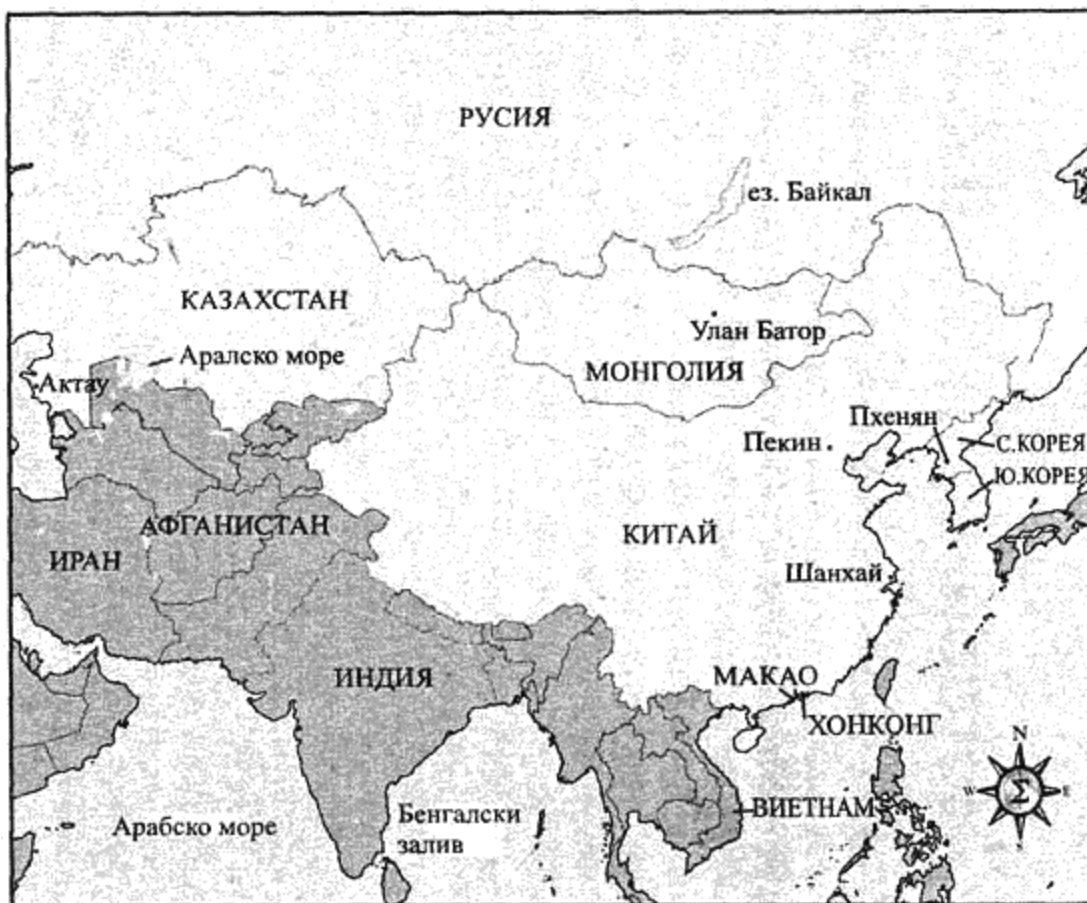 РУСИЯ
ез. Байкал
КАЗАХСТАН
Улан Батор
Аралско море
МОНГОЛИЯ
Актау
Пхенян
Пекин
С.КОРЕЯ
Ю.КОРЕЯ
АФГАНИСТАН
КИТАЙ
ИРАН
Шанхай
ИНДИЯ
МАКАО
ХОНКОНГ
N
W
Σ
E
S
ВИЕТНАМ
Бенгалски
залив
Арабско море